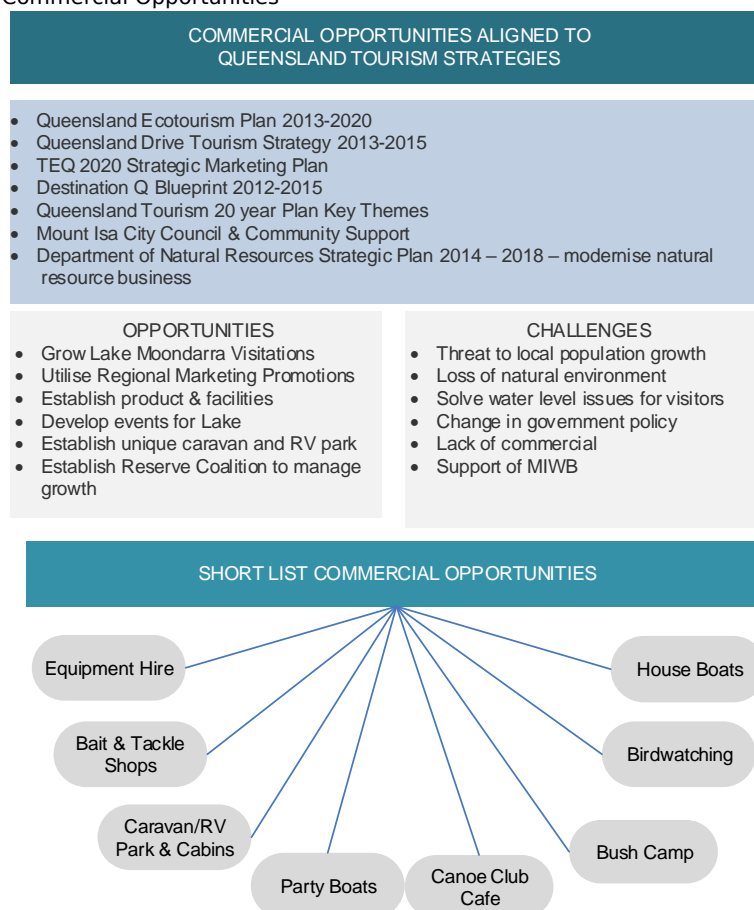 Commercial Opportunities
COMMERCIAL OPPORTUNITIES ALIGNED TO
QUEENSLAND TOURISM STRATEGIES
• Queensland Ecotourism Plan 2013-2020
• Queensland Drive Tourism Strategy 2013-2015
• TEQ 2020 Strategic Marketing Plan
• Destination Q Blueprint 2012-2015
• Queensland Tourism 20 year Plan Key Themes
• Mount Isa City Council & Community Support
• Department of Natural Resources Strategic Plan 2014 – 2018 – modernise natural
resource business
OPPORTUNITIES
• Grow Lake Moondarra Visitations
• Utilise Regional Marketing Promotions
• Establish product & facilities
• Develop events for Lake
• Establish unique caravan and RV park
• Establish Reserve Coalition to manage
growth
CHALLENGES
• Threat to local population growth
• Loss of natural environment
• Solve water level issues for visitors
• Change in government policy
• Lack of commercial
• Support of MIWB
SHORT LIST COMMERCIAL OPPORTUNITIES
Equipment Hire
House Boats
Bait & Tackle
Shops
Birdwatching
Caravan/RV
Park & Cabins
Bush Camp
Party Boats
Canoe Club
Cafe